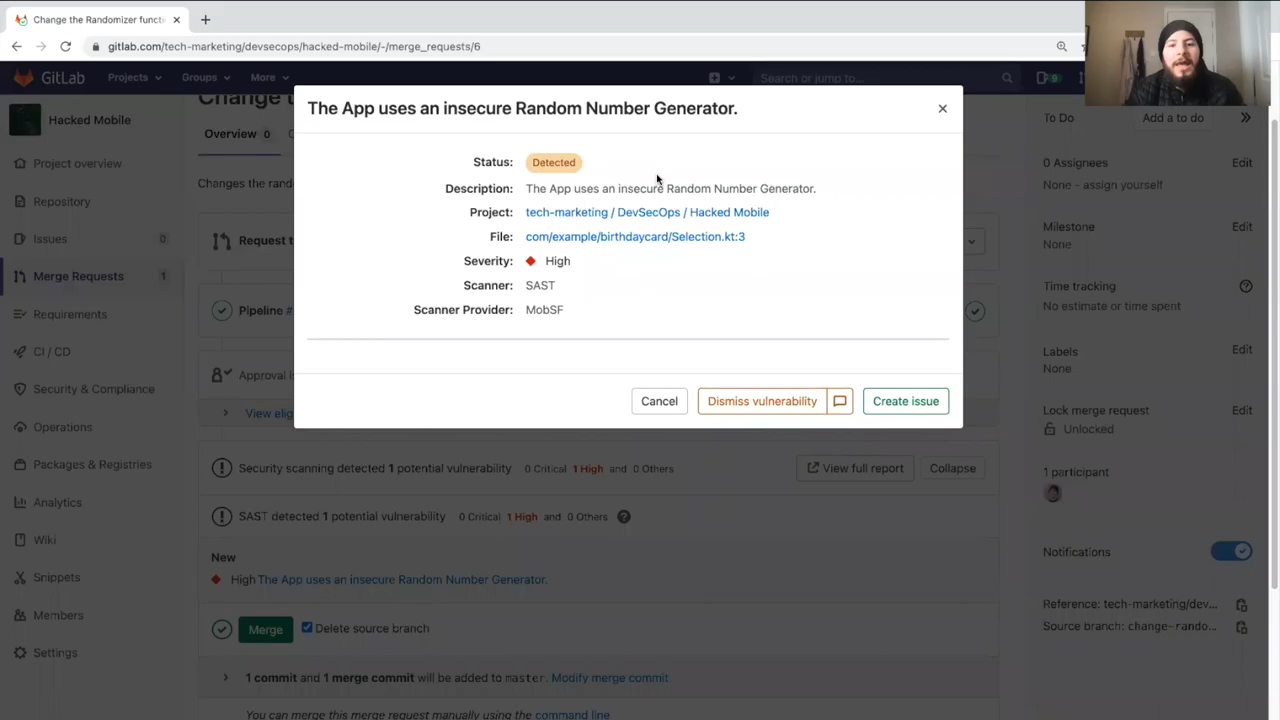 Change the Randomizer functi
gitlab.com/tech-marketing/devsecops/hacked-mobile/-/merge_requests/6
GitLab
Projects
Groups
More
Search or jump to...
9
Hacked Mobile
Project overview
Repository
Issues
0
Merge Requests
1
Requirements
CI / CD
Security & Compliance
Operations
Packages & Registries
Analytics
Wiki
Snippets
Members
Settings
Change t
Overview 0
Changes the rand
Request t
Pipeline #
Approval i
View elig
The App uses an insecure Random Number Generator.
Status: Detected
Description: The App uses an insecure Random Number Generator.
Project: tech-marketing / DevSecOps / Hacked Mobile
File: com/example/birthdaycard/Selection.kt:3
Severity: High
Scanner: SAST
Scanner Provider: MobSF
Cancel
Dismiss vulnerability
Create issue
Security scanning detected 1 potential vulnerability 0 Critical 1 High and 0 Others
View full report
Collapse
SAST detected 1 potential vulnerability 0 Critical 1 High and 0 Others
New
High The App uses an insecure Random Number Generator.
Merge
Delete source branch
1 commit and 1 merge commit will be added to master. Modify merge commit
You can merge this merge request manually using the command line
To Do
Add a to do
0 Assignees
Edit
None - assign yourself
Milestone
Edit
None
Time tracking
No estimate or time spent
Labels
Edit
None
Lock merge request
Edit
Unlocked
1 participant
Notifications
Reference: tech-marketing/dev...
Source branch: change-rando...